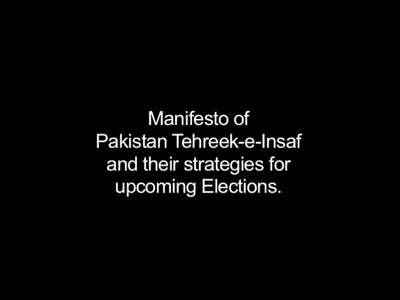 Manifesto of
Pakistan Tehreek-e-Insaf
and their strategies for
upcoming Elections.